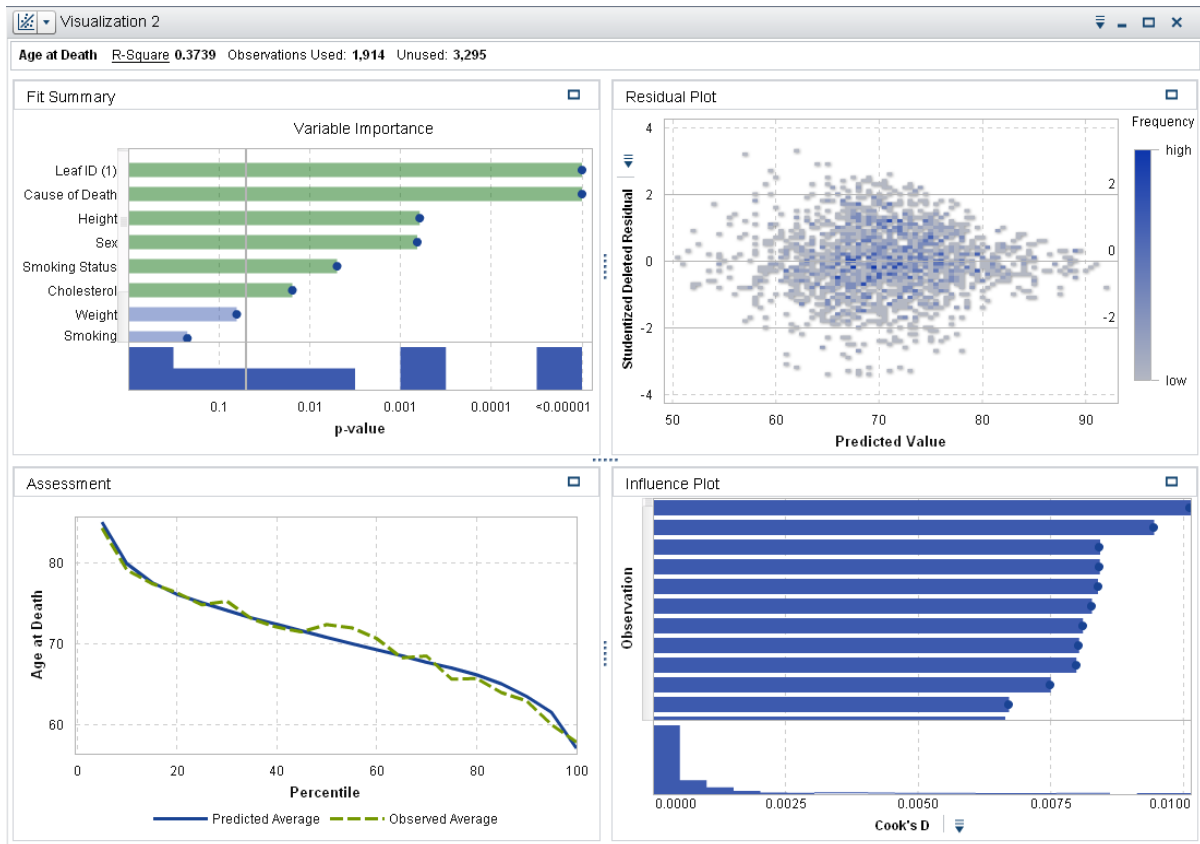 Visualization 2
Age at Death R-Square 0.3739 Observations Used: 1,914 Unused: 3,295
Fit Summary
Variable Importance
Leaf ID (1)
Cause of Death
Height
Sex
Smoking Status
Cholesterol
Weight
Smoking
0.1 0.01 0.001 0.0001 <0.00001
p-value
Residual Plot
Frequency
high
low
4
2
0
-2
-4
2
0
-2
Studentized Deleted Residual
50 60 70 80 90
Predicted Value
Assessment
Age at Death
80
70
60
0 20 40 60 80 100
Percentile
Predicted Average Observed Average
Influence Plot
Observation
0.0000 0.0025 0.0050 0.0075 0.0100
Cook's D